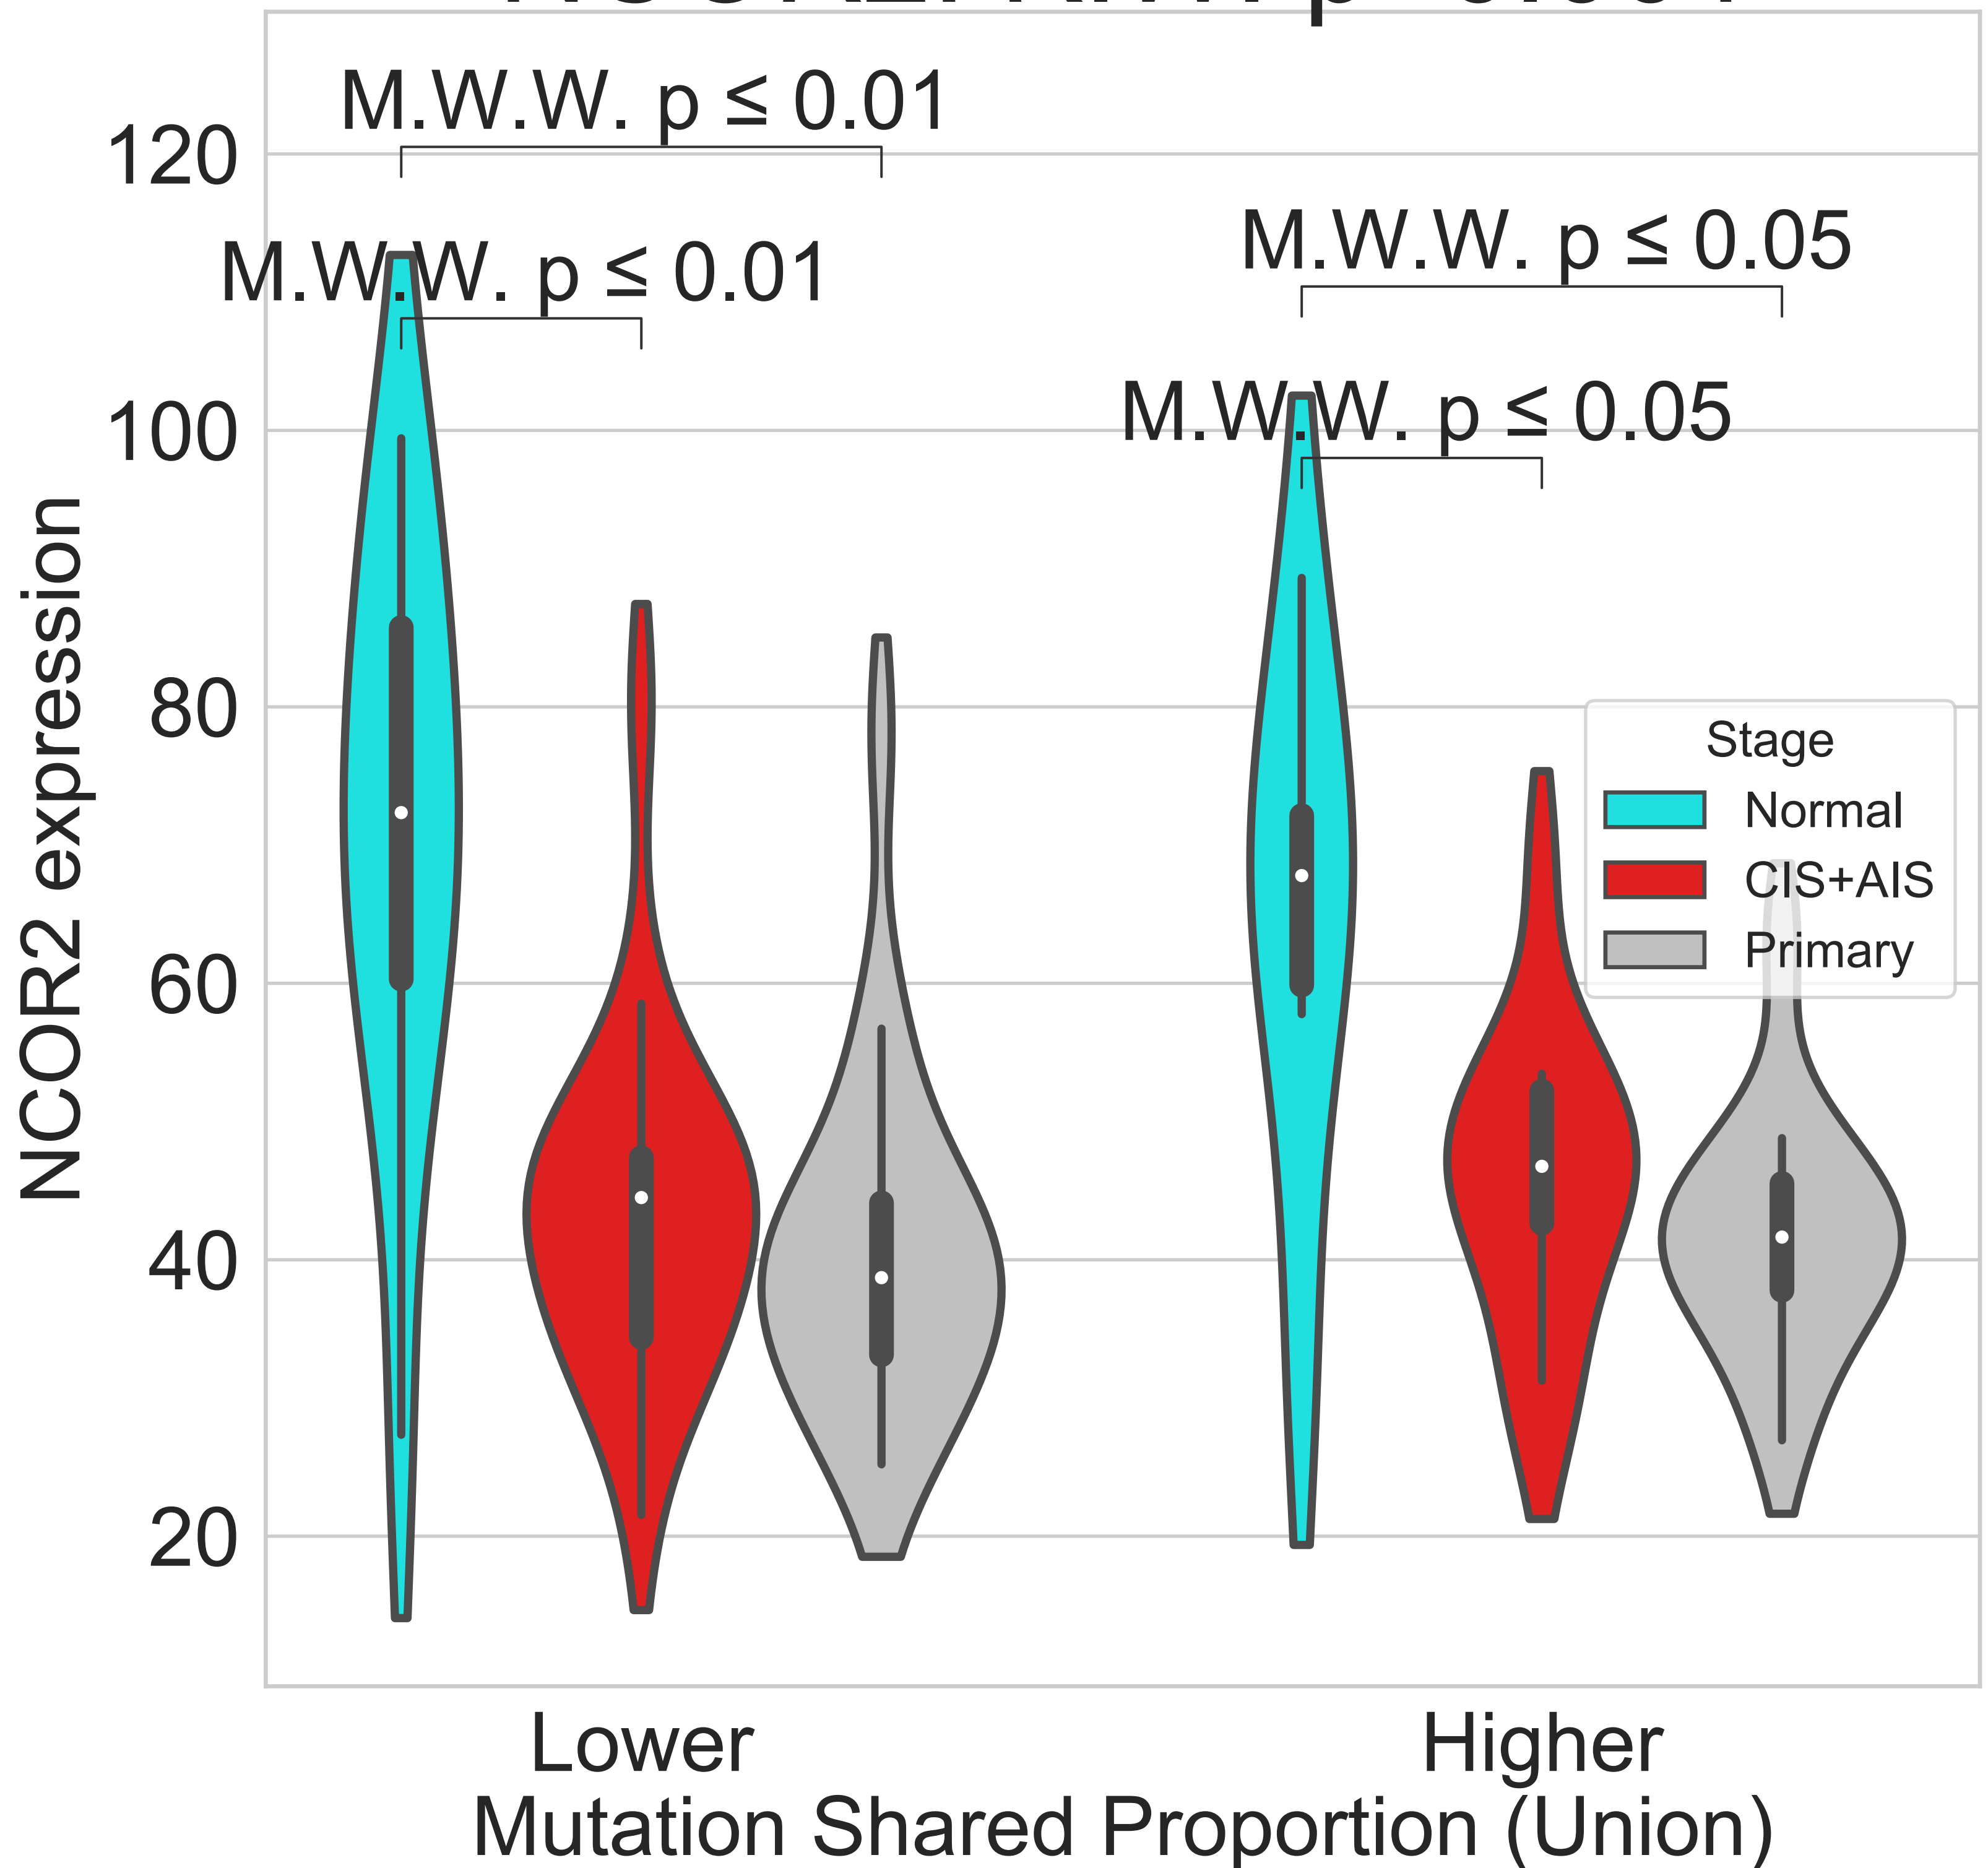 M.W.W. p ≤ 0.01
120
M.W.W. p ≤ 0.05
M.W.W. p ≤ 0.01
M.W.W. p ≤ 0.05
100
80
60
40
20
NCOR2 expression
Stage
Normal
CIS+AIS
Primary
Lower
Higher
Mutation Shared Proportion (Union)